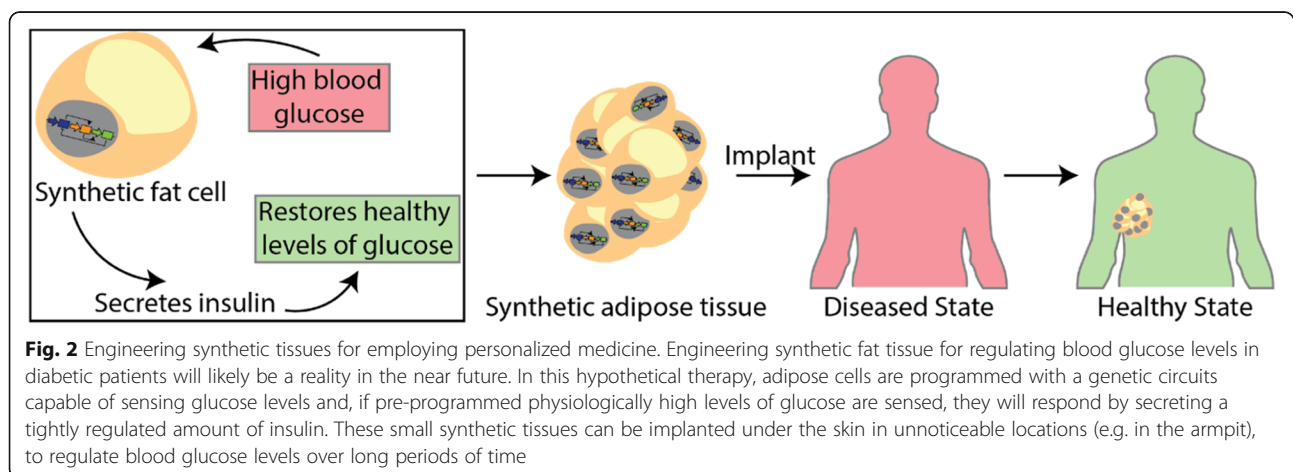 High blood
glucose
Synthetic fat cell
Restores healthy
levels of glucose
Secretes insulin
Synthetic adipose tissue
Implant
Diseased State
Healthy State
Fig. 2 Engineering synthetic tissues for employing personalized medicine. Engineering synthetic fat tissue for regulating blood glucose levels in
diabetic patients will likely be a reality in the near future. In this hypothetical therapy, adipose cells are programmed with a genetic circuits
capable of sensing glucose levels and, if pre-programmed physiologically high levels of glucose are sensed, they will respond by secreting a
tightly regulated amount of insulin. These small synthetic tissues can be implanted under the skin in unnoticeable locations (e.g. in the armpit),
to regulate blood glucose levels over long periods of time